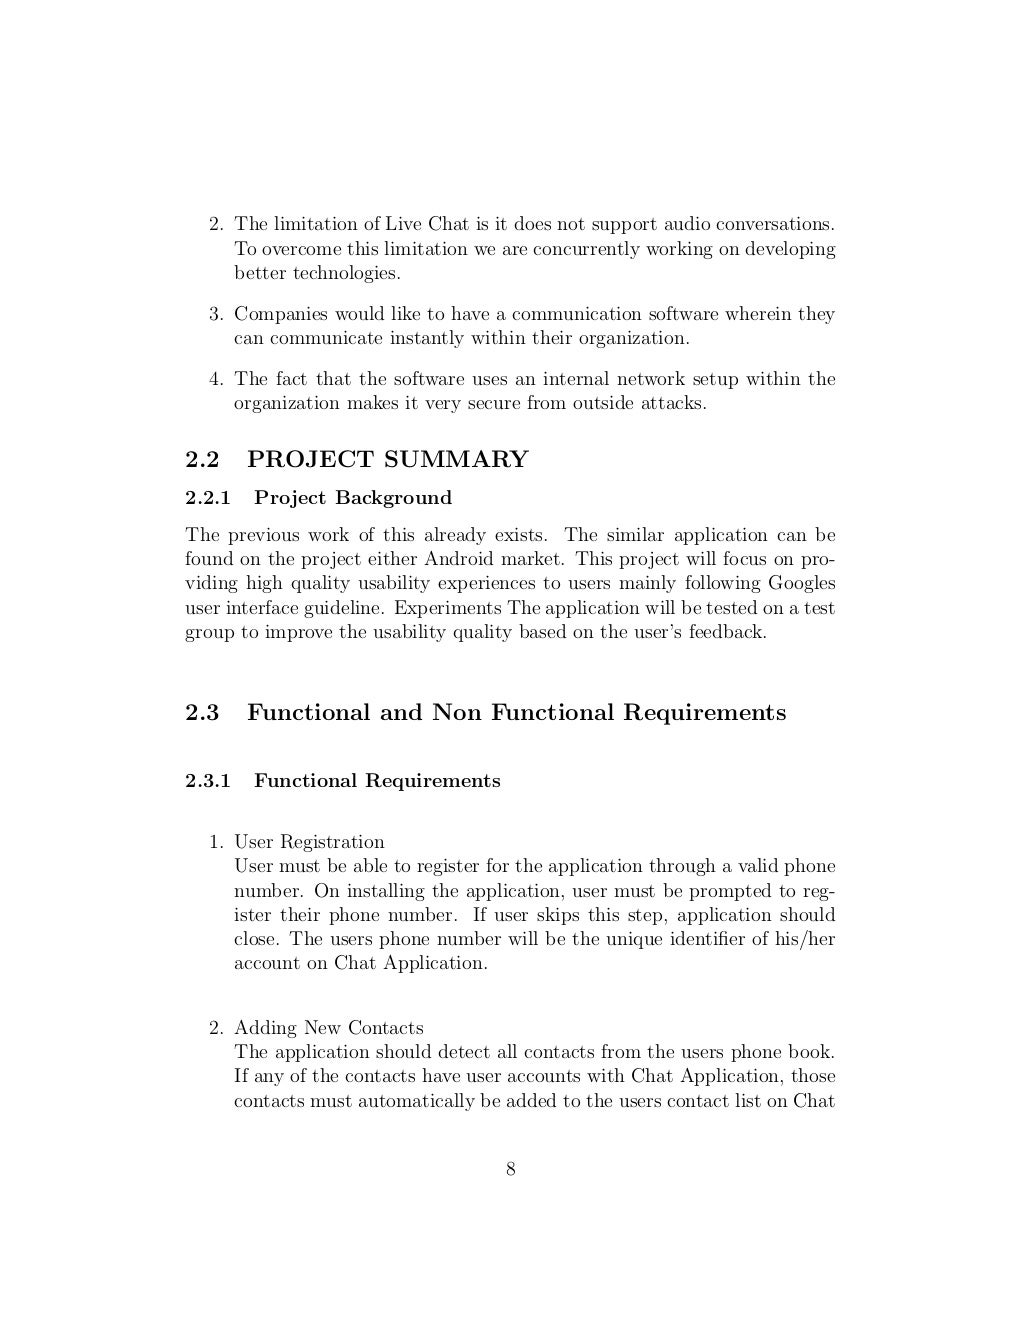 2. The limitation of Live Chat is it does not support audio conversations.
To overcome this limitation we are concurrently working on developing
better technologies.
3. Companies would like to have a communication software wherein they
can communicate instantly within their organization.
4. The fact that the software uses an internal network setup within the
organization makes it very secure from outside attacks.
2.2 PROJECT SUMMARY
2.2.1 Project Background
The previous work of this already exists. The similar application can be
found on the project either Android market. This project will focus on pro-
viding high quality usability experiences to users mainly following Googles
user interface guideline. Experiments The application will be tested on a test
group to improve the usability quality based on the user's feedback.
2.3 Functional and Non Functional Requirements
2.3.1 Functional Requirements
1. User Registration
User must be able to register for the application through a valid phone
number. On installing the application, user must be prompted to reg-
ister their phone number. If user skips this step, application should
close. The users phone number will be the unique identifier of his/her
account on Chat Application.
2. Adding New Contacts
The application should detect all contacts from the users phone book.
If any of the contacts have user accounts with Chat Application, those
contacts must automatically be added to the users contact list on Chat
8